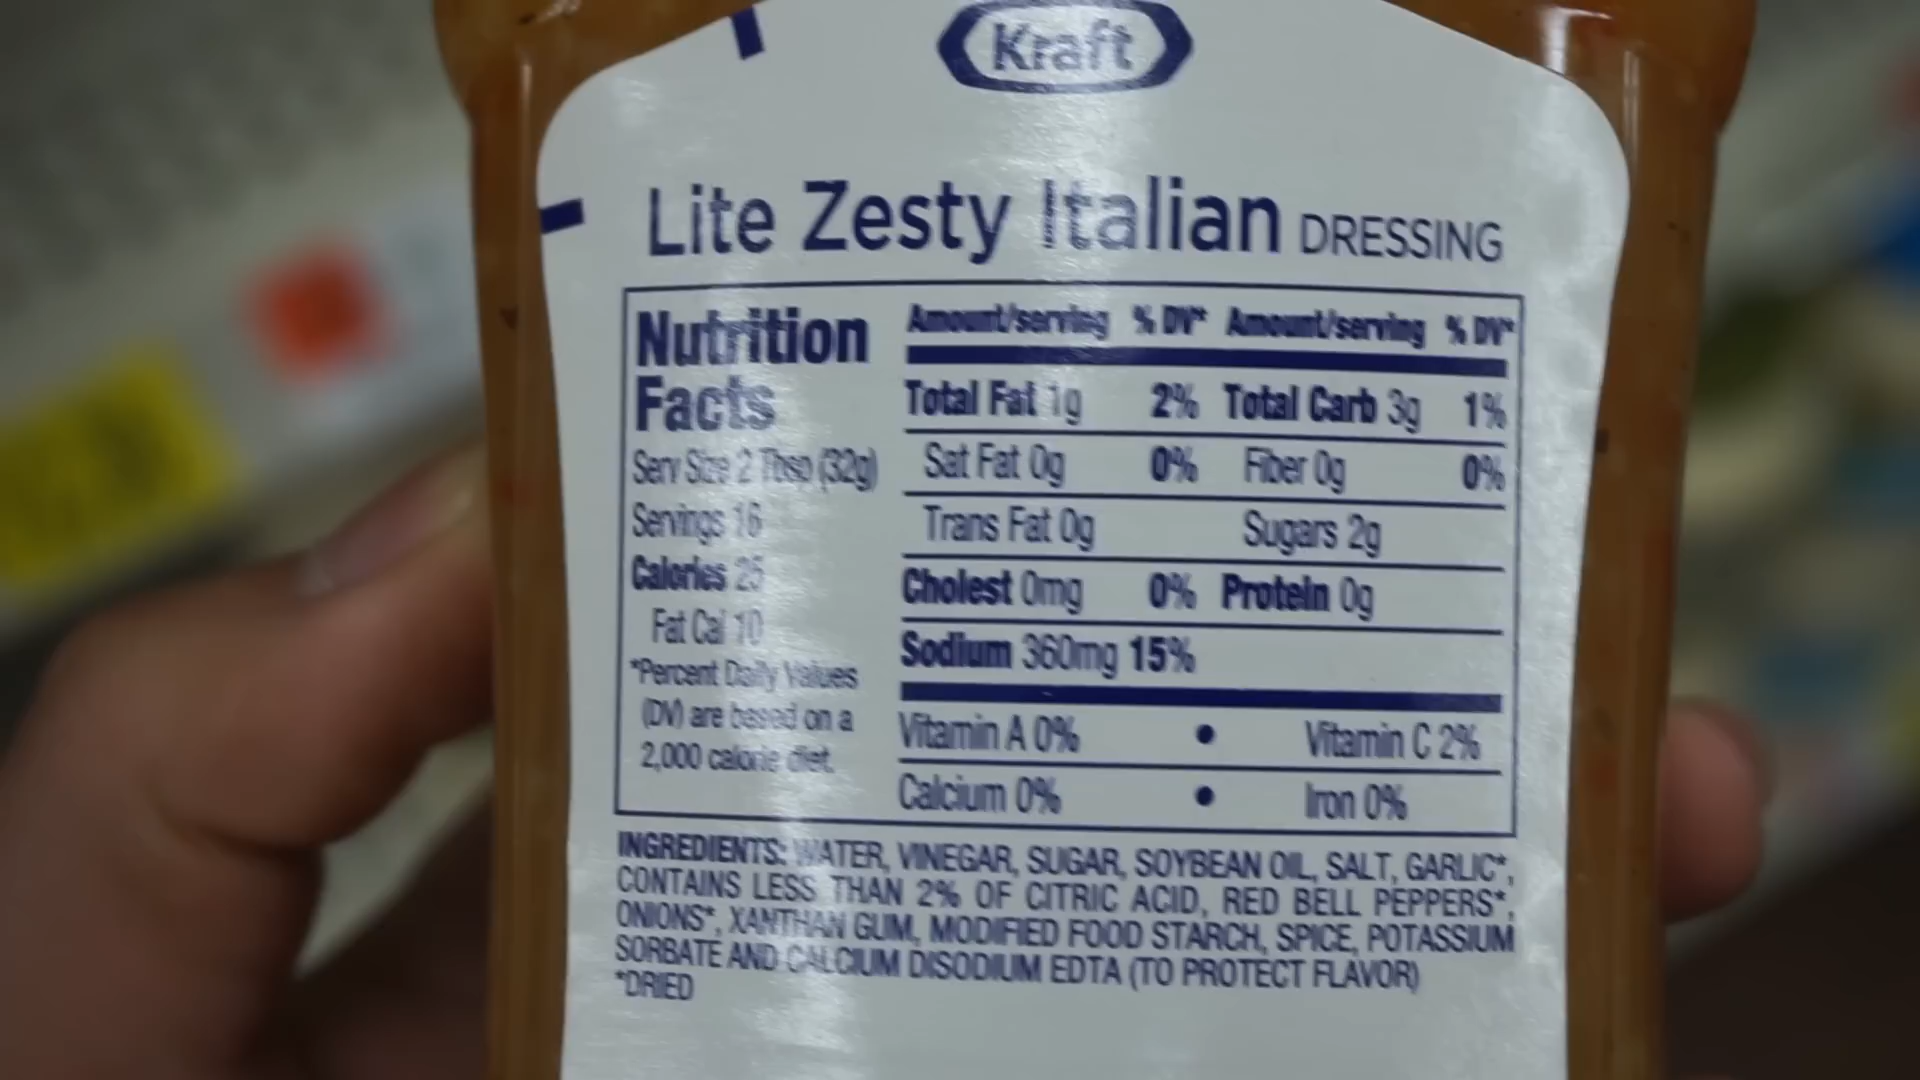 Kraft
Lite Zesty Italian DRESSING
Nutrition
Facts
Serv Size 2 Tbsp (32g)
Servings 16
Calories 25
Fat Cal 10
*Percent Daily Values
(DV) are based on a
2,000 calorie diet.
Amount/serving % DV* Amount/serving % DV*
Total Fat 1g 2% Total Carb 3g 1%
Sat Fat 0g 0% Fiber 0g 0%
Trans Fat 0g Sugars 2g
Cholest 0mg 0% Protein 0g
Sodium 360mg 15%
Vitamin A 0% • Vitamin C 2%
Calcium 0% • Iron 0%
INGREDIENTS: WATER, VINEGAR, SUGAR, SOYBEAN OIL, SALT, GARLIC*,
CONTAINS LESS THAN 2% OF CITRIC ACID, RED BELL PEPPERS*,
ONIONS*, XANTHAN GUM, MODIFIED FOOD STARCH, SPICE, POTASSIUM
SORBATE AND CALCIUM DISODIUM EDTA (TO PROTECT FLAVOR)
*DRIED